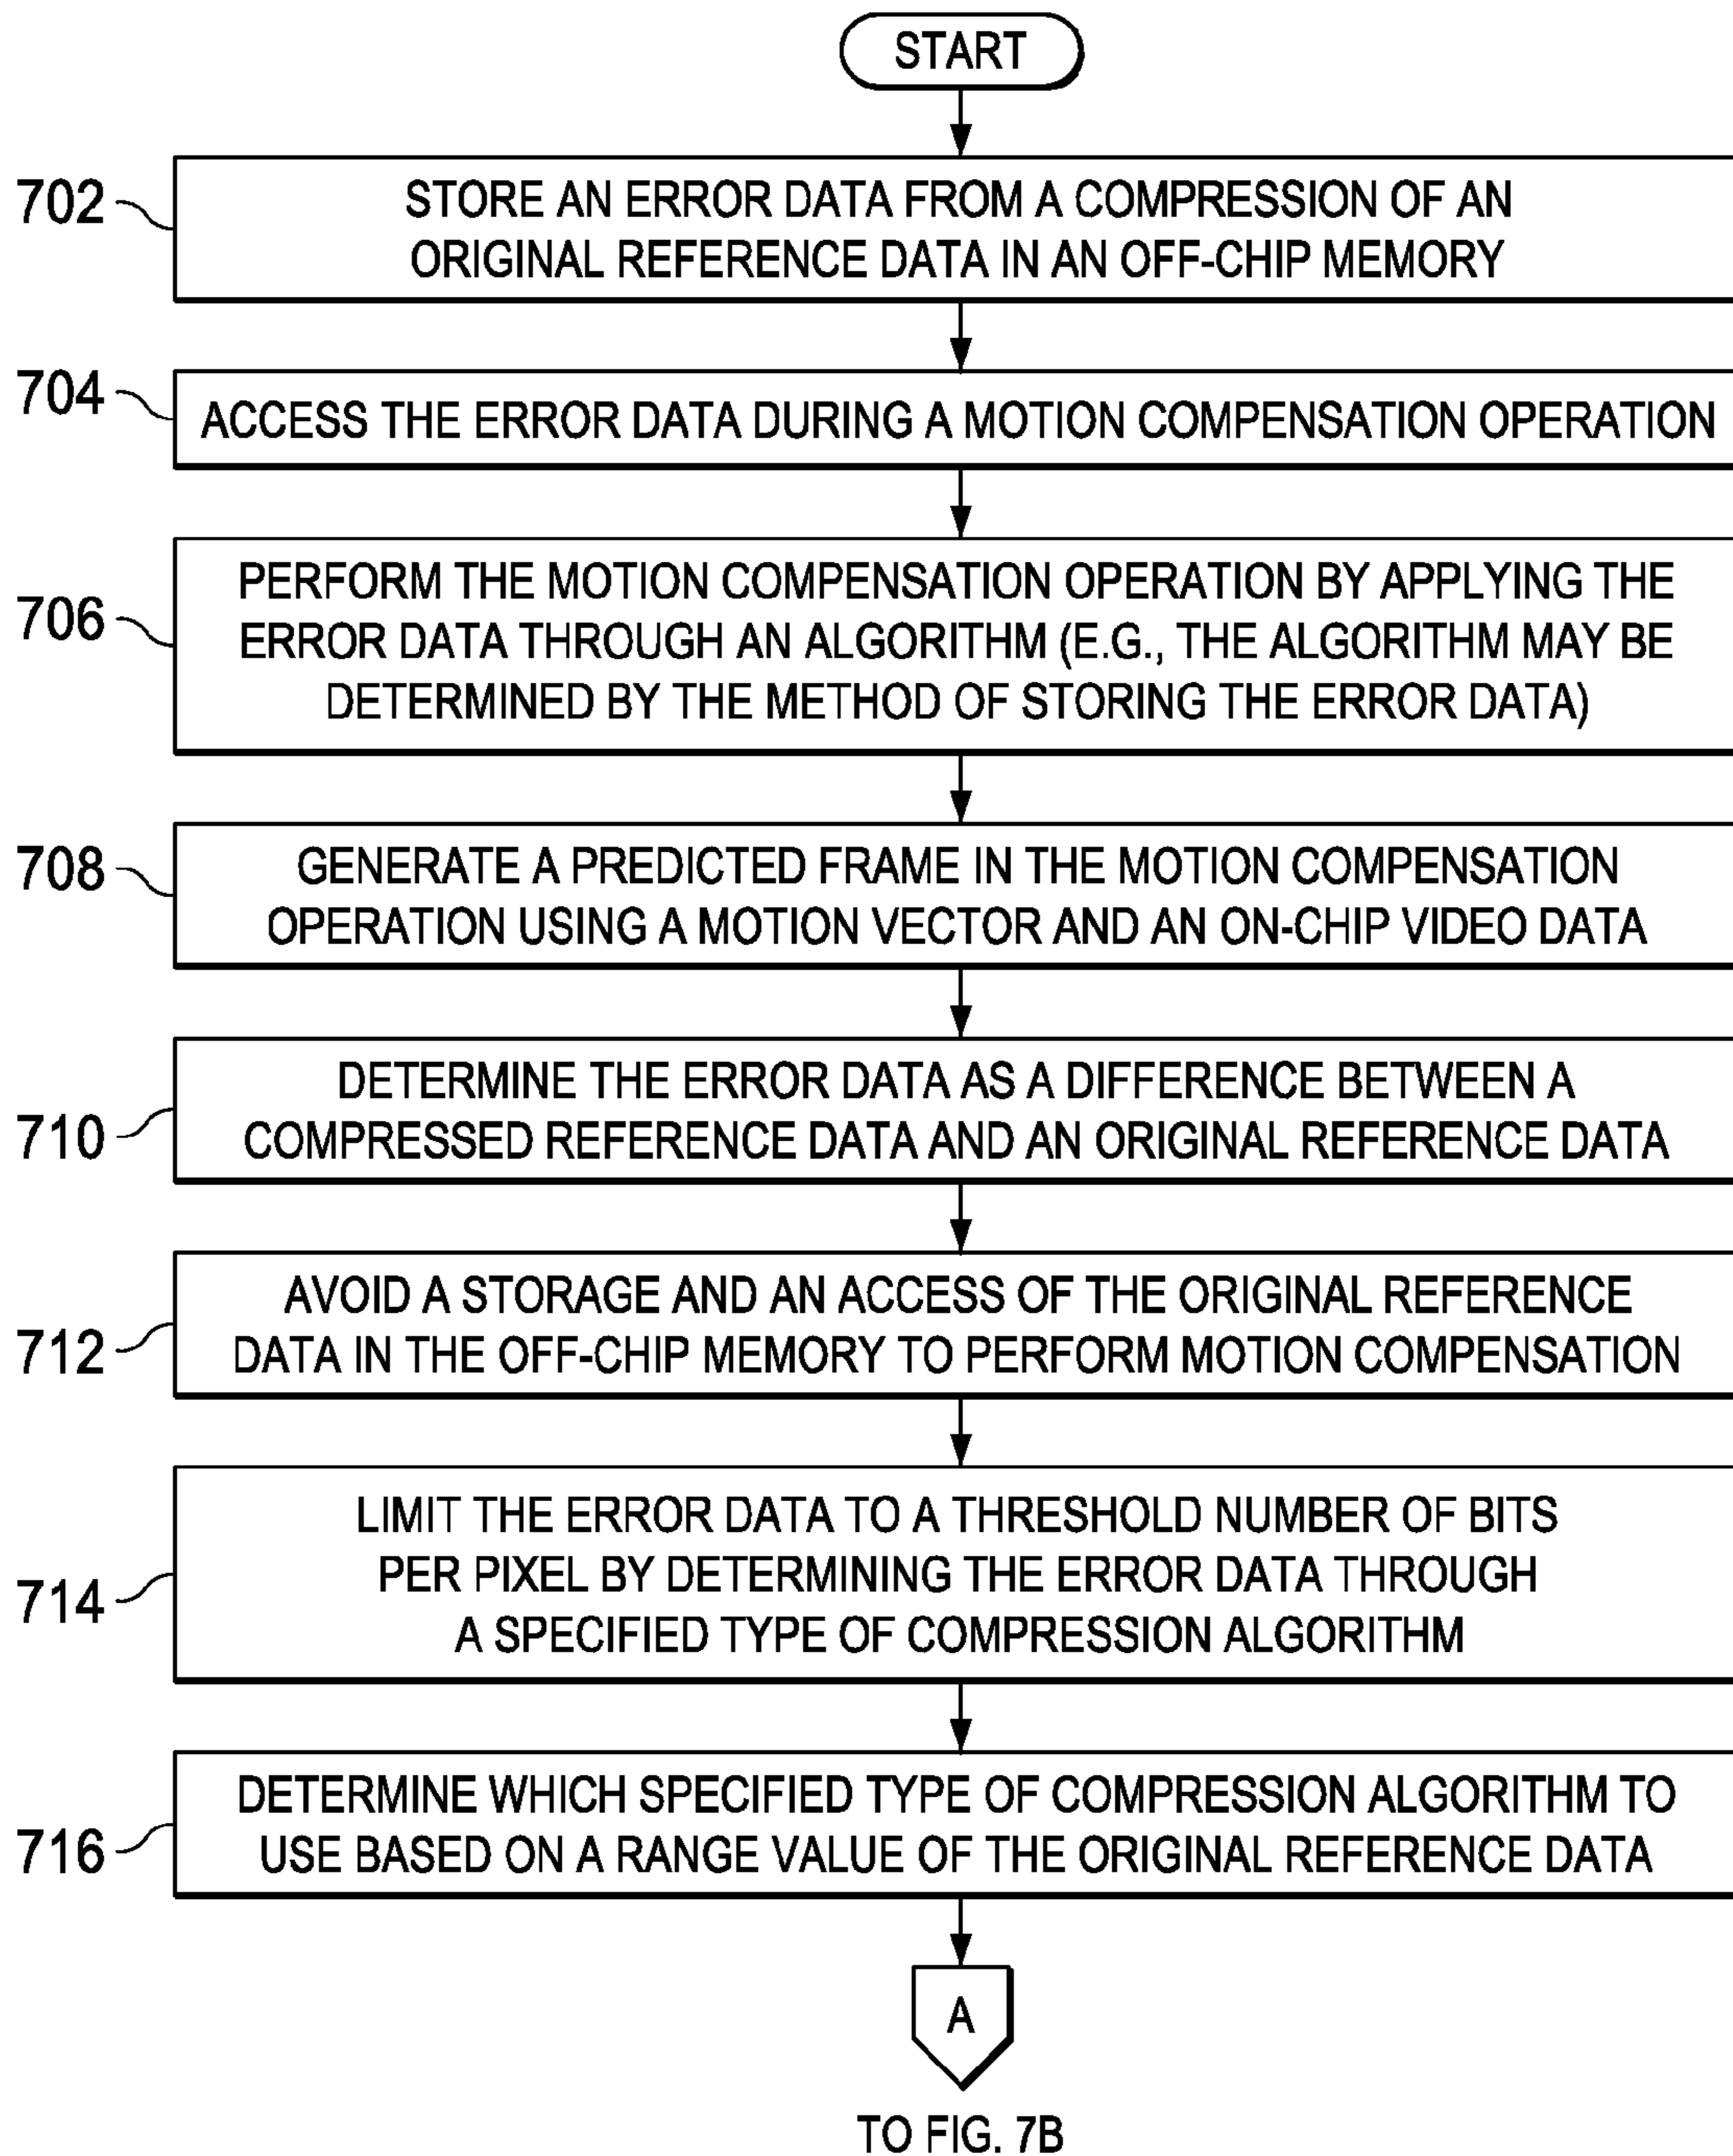 START
702
STORE AN ERROR DATA FROM A COMPRESSION OF AN
ORIGINAL REFERENCE DATA IN AN OFF-CHIP MEMORY
704
ACCESS THE ERROR DATA DURING A MOTION COMPENSATION OPERATION
706
PERFORM THE MOTION COMPENSATION OPERATION BY APPLYING THE
ERROR DATA THROUGH AN ALGORITHM (E.G., THE ALGORITHM MAY BE
DETERMINED BY THE METHOD OF STORING THE ERROR DATA)
708
GENERATE A PREDICTED FRAME IN THE MOTION COMPENSATION
OPERATION USING A MOTION VECTOR AND AN ON-CHIP VIDEO DATA
710
DETERMINE THE ERROR DATA AS A DIFFERENCE BETWEEN A
COMPRESSED REFERENCE DATA AND AN ORIGINAL REFERENCE DATA
712
AVOID A STORAGE AND AN ACCESS OF THE ORIGINAL REFERENCE
DATA IN THE OFF-CHIP MEMORY TO PERFORM MOTION COMPENSATION
714
LIMIT THE ERROR DATA TO A THRESHOLD NUMBER OF BITS
PER PIXEL BY DETERMINING THE ERROR DATA THROUGH
A SPECIFIED TYPE OF COMPRESSION ALGORITHM
716
DETERMINE WHICH SPECIFIED TYPE OF COMPRESSION ALGORITHM TO
USE BASED ON A RANGE VALUE OF THE ORIGINAL REFERENCE DATA
A
TO FIG. 7B